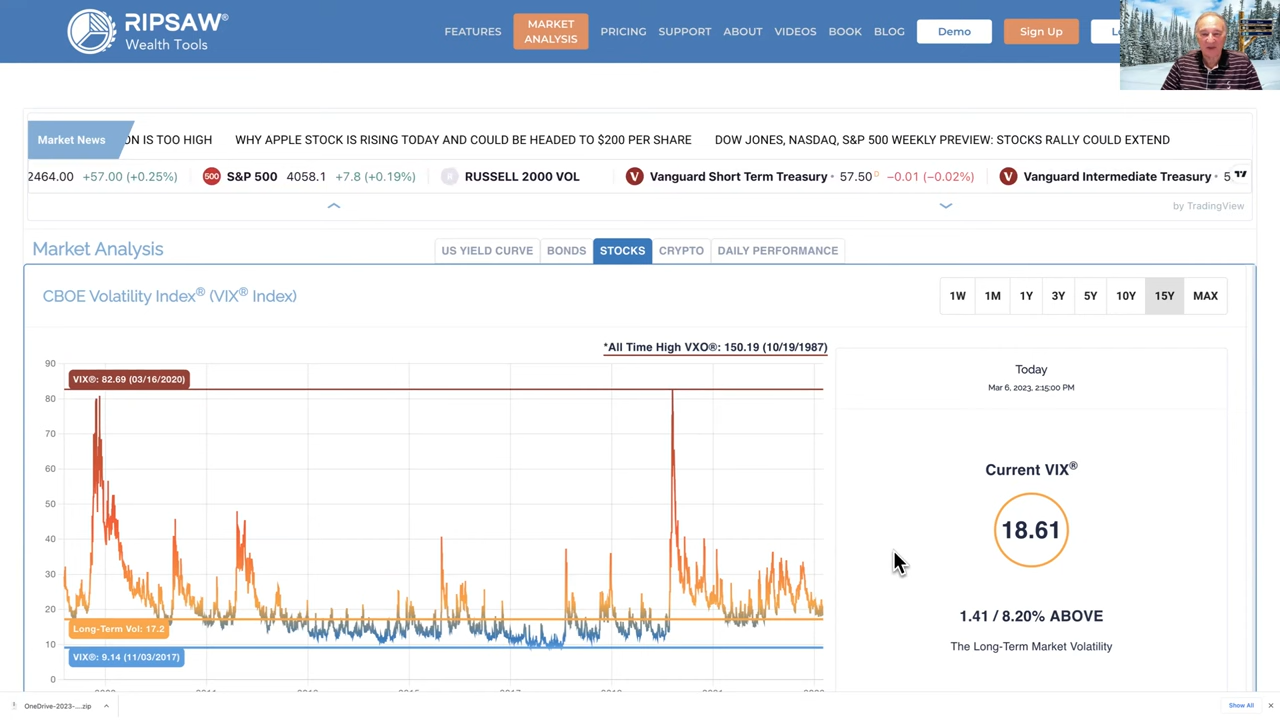 RIPSAW®
Wealth Tools
FEATURES
MARKET
ANALYSIS
PRICING
SUPPORT
ABOUT
VIDEOS
BOOK
BLOG
Demo
Sign Up
Market News
ON IS TOO HIGH WHY APPLE STOCK IS RISING TODAY AND COULD BE HEADED TO $200 PER SHARE DOW JONES, NASDAQ, S&P 500 WEEKLY PREVIEW: STOCKS RALLY COULD EXTEND
2464.00 +57.00 (+0.25%) 500 S&P 500 4058.1 +7.8 (+0.19%) R RUSSELL 2000 VOL V Vanguard Short Term Treasury • 57.50 D −0.01 (−0.02%) V Vanguard Intermediate Treasury • 5
by TradingView
Market Analysis
US YIELD CURVE
BONDS
STOCKS
CRYPTO
DAILY PERFORMANCE
CBOE Volatility Index® (VIX® Index)
1W 1M 1Y 3Y 5Y 10Y 15Y MAX
*All Time High VXO®: 150.19 (10/19/1987)
90
VIX®: 82.69 (03/16/2020)
80
70
60
50
40
30
20
Long-Term Vol: 17.2
10
VIX®: 9.14 (11/03/2017)
0
Today
Mar 6, 2023, 2:15:00 PM
Current VIX®
18.61
1.41 / 8.20% ABOVE
The Long-Term Market Volatility
OneDrive-2023-....zip
Show All